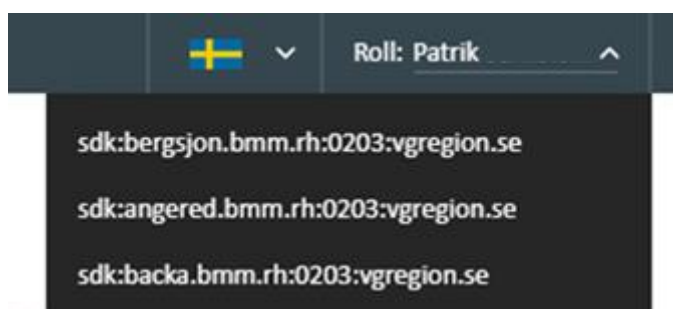 Roll: Patrik
sdk:bergsjon.bmm.rh:0203:vgregion.se
sdk:angered.bmm.rh:0203:vgregion.se
sdk:backa.bmm.rh:0203:vgregion.se